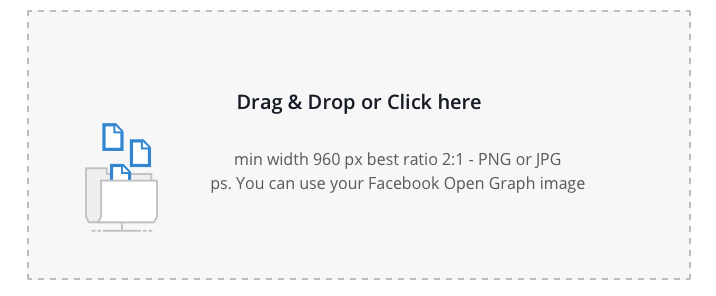 Drag & Drop or Click here
min width 960 px best ratio 2:1 - PNG or JPG
ps. You can use your Facebook Open Graph image